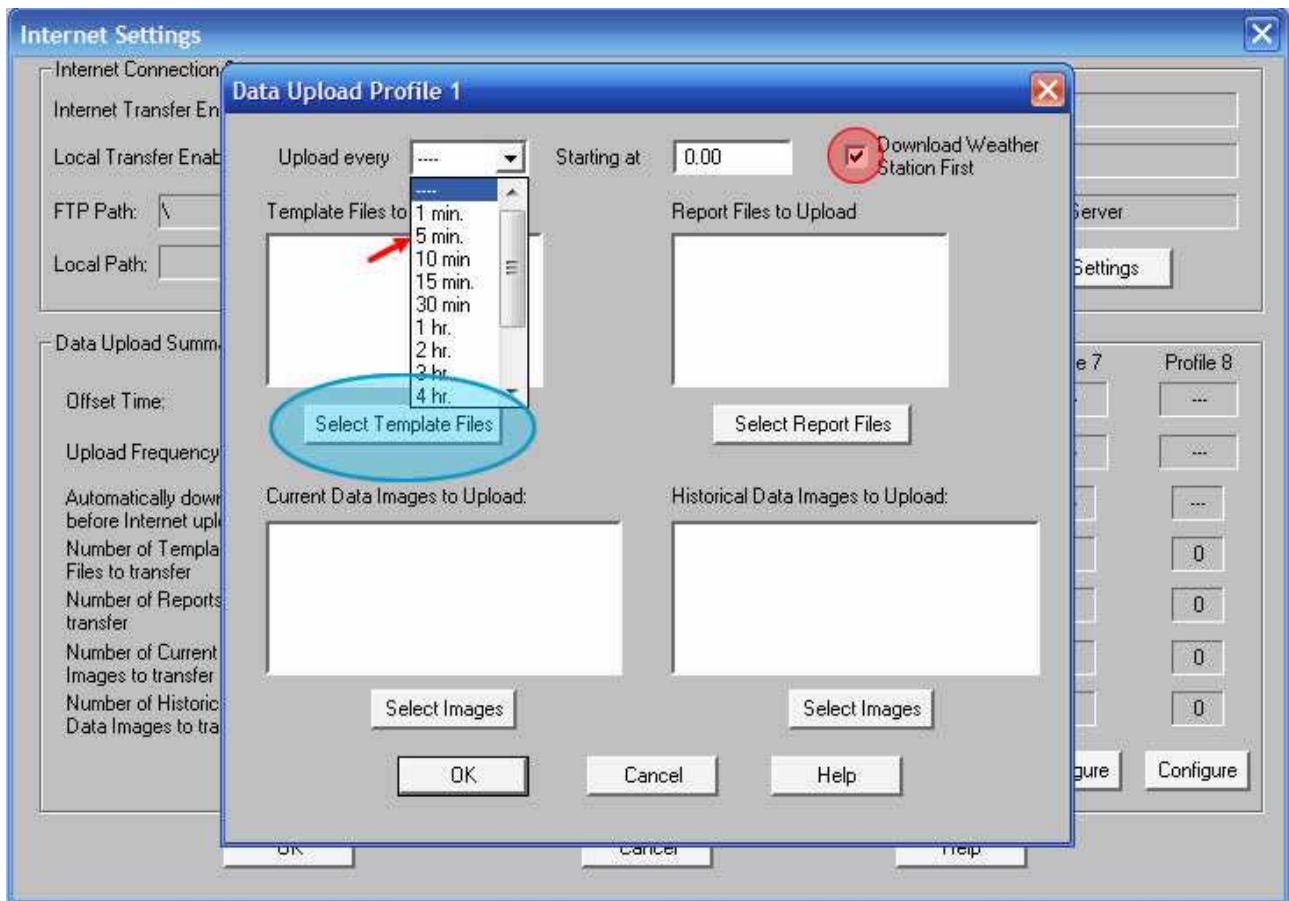 Internet Settings
Internet Connection
Internet Transfer En
Local Transfer Enab
FTP Path: \
Local Path:
Server
Settings
Data Upload Profile 1
Upload every ----
Starting at 0.00
Download Weather
Station First
----
1 min.
5 min.
10 min
15 min.
30 min
1 hr.
2 hr.
3 hr.
4 hr.
Template Files to
Select Template Files
Report Files to Upload
Select Report Files
Current Data Images to Upload:
Select Images
Historical Data Images to Upload:
Select Images
OK
Cancel
Help
Data Upload Summ
e 7
Profile 8
Offset Time:
---
Upload Frequency
---
Automatically down
before Internet uplo
---
Number of Templa
Files to transfer
0
Number of Reports
transfer
0
Number of Current
Images to transfer
0
Number of Historic
Data Images to tra
0
gure
Configure
OK
Cancel
Help